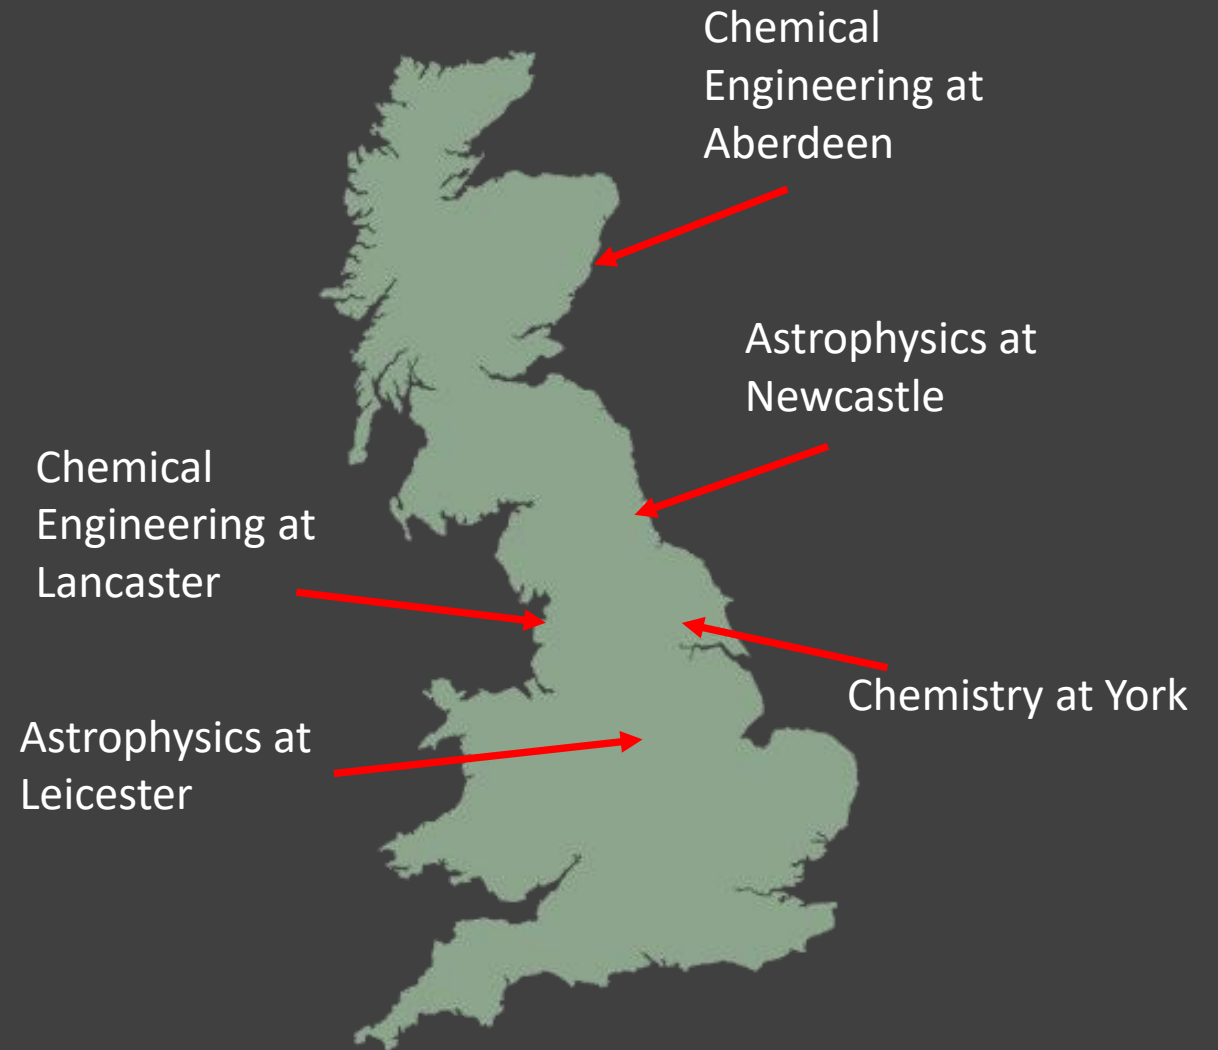 Chemical
Engineering at
Aberdeen
Astrophysics at
Newcastle
Chemical
Engineering at
Lancaster
Chemistry at York
Astrophysics at
Leicester